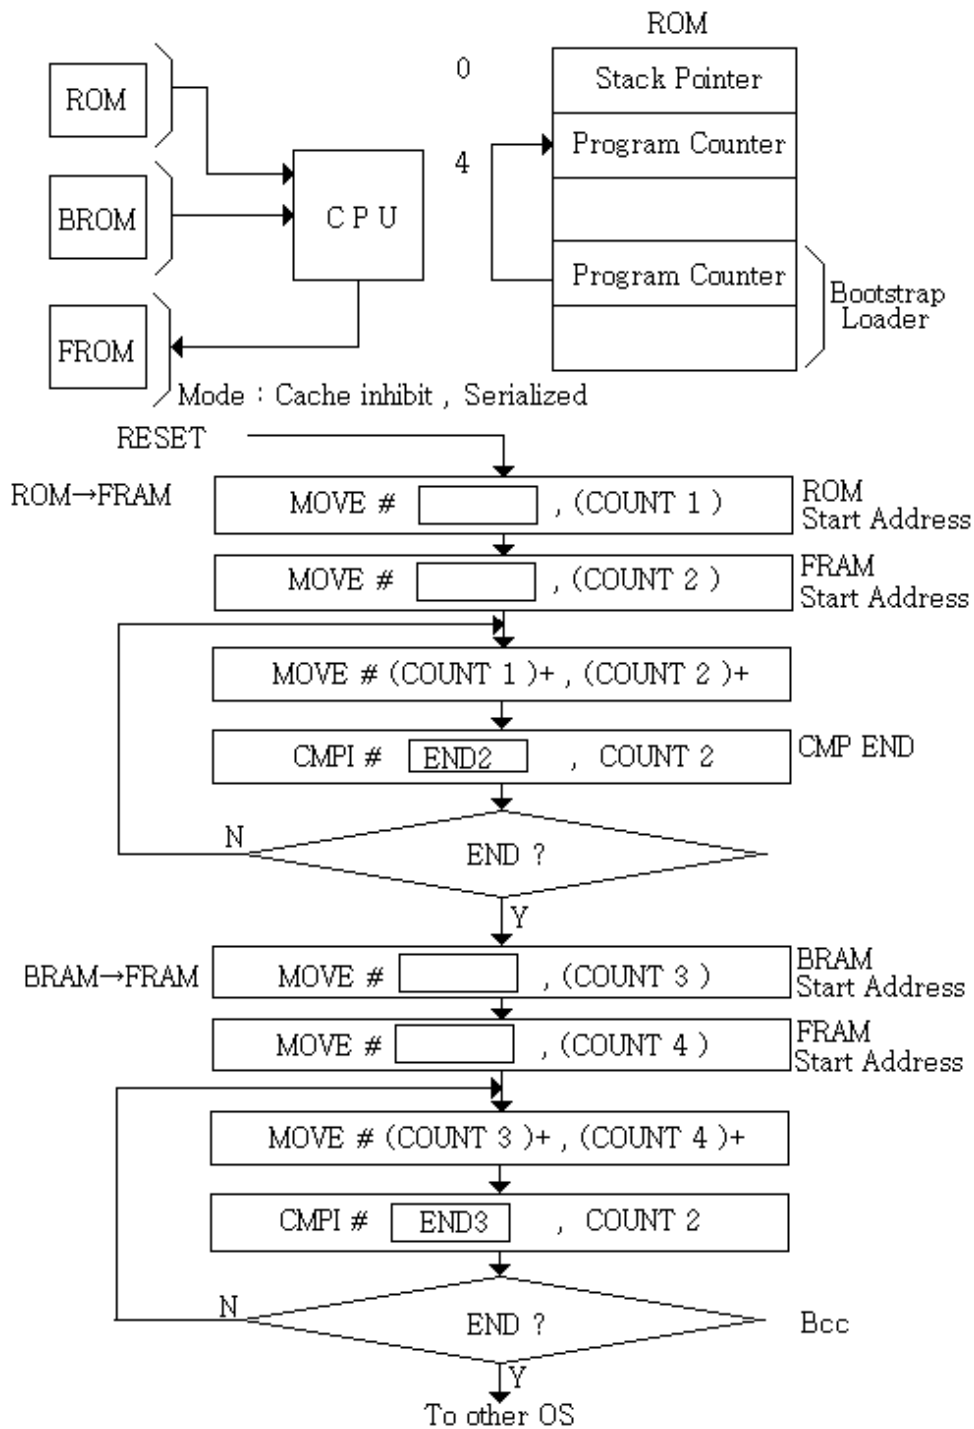 ROM
0
Stack Pointer
ROM
Program Counter
4
BROM
C P U
Program Counter
Bootstrap
Loader
FROM
Mode : Cache inhibit , Serialized
RESET
ROM→FRAM
MOVE # , (COUNT 1 )
ROM
Start Address
MOVE # , (COUNT 2 )
FRAM
Start Address
MOVE # (COUNT 1 )+ , (COUNT 2 )+
CMPI # END2 , COUNT 2
CMP END
N
END ?
Y
BRAM→FRAM
MOVE # , (COUNT 3 )
BRAM
Start Address
MOVE # , (COUNT 4 )
FRAM
Start Address
MOVE # (COUNT 3 )+ , (COUNT 4 )+
CMPI # END3 , COUNT 2
N
END ?
Bcc
Y
To other OS